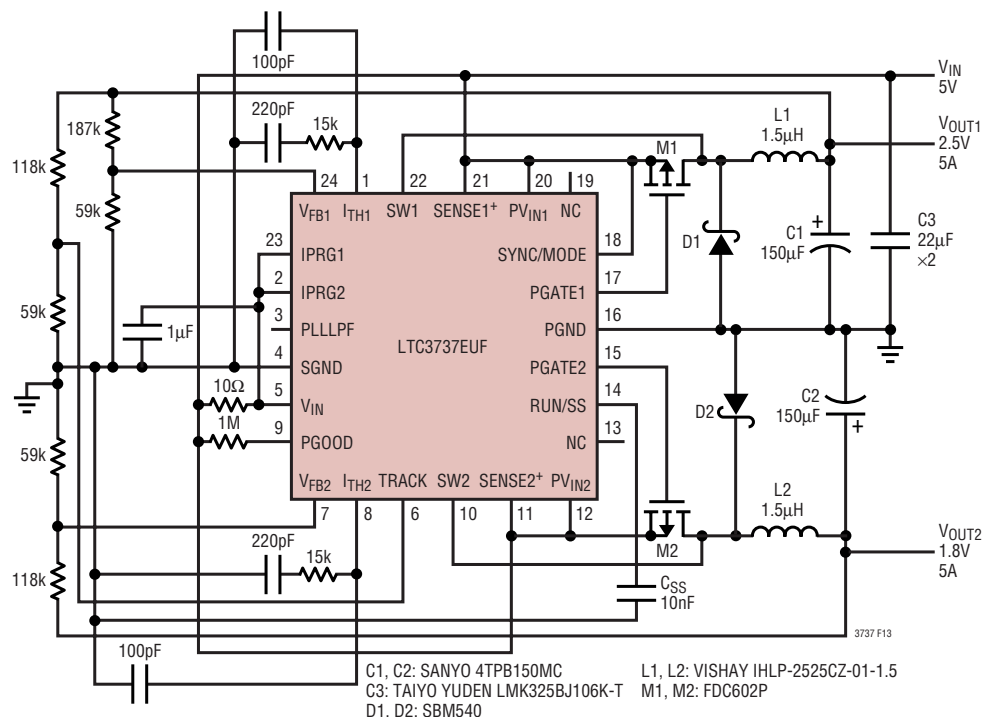 100pF
220pF
15k
187k
118k
59k
59k
1µF
10Ω
1M
59k
118k
220pF
15k
100pF
24
1
22
21
20
19
VFB1
ITH1
SW1
SENSE1+
PVIN1
NC
23
IPRG1
2
IPRG2
3
PLLLPF
4
SGND
5
VIN
9
PGOOD
LTC3737EUF
SYNC/MODE
18
PGATE1
17
PGND
16
PGATE2
15
RUN/SS
14
NC
13
VFB2
ITH2
TRACK
SW2
SENSE2+
PVIN2
7
8
6
10
11
12
M1
L1
1.5µH
D1
C1
150µF
+
C3
22µF
×2
VIN
5V
VOUT1
2.5V
5A
D2
C2
150µF
+
M2
L2
1.5µH
VOUT2
1.8V
5A
CSS
10nF
3737 F13
C1, C2: SANYO 4TPB150MC
C3: TAIYO YUDEN LMK325BJ106K-T
D1, D2: SBM540
L1, L2: VISHAY IHLP-2525CZ-01-1.5
M1, M2: FDC602P